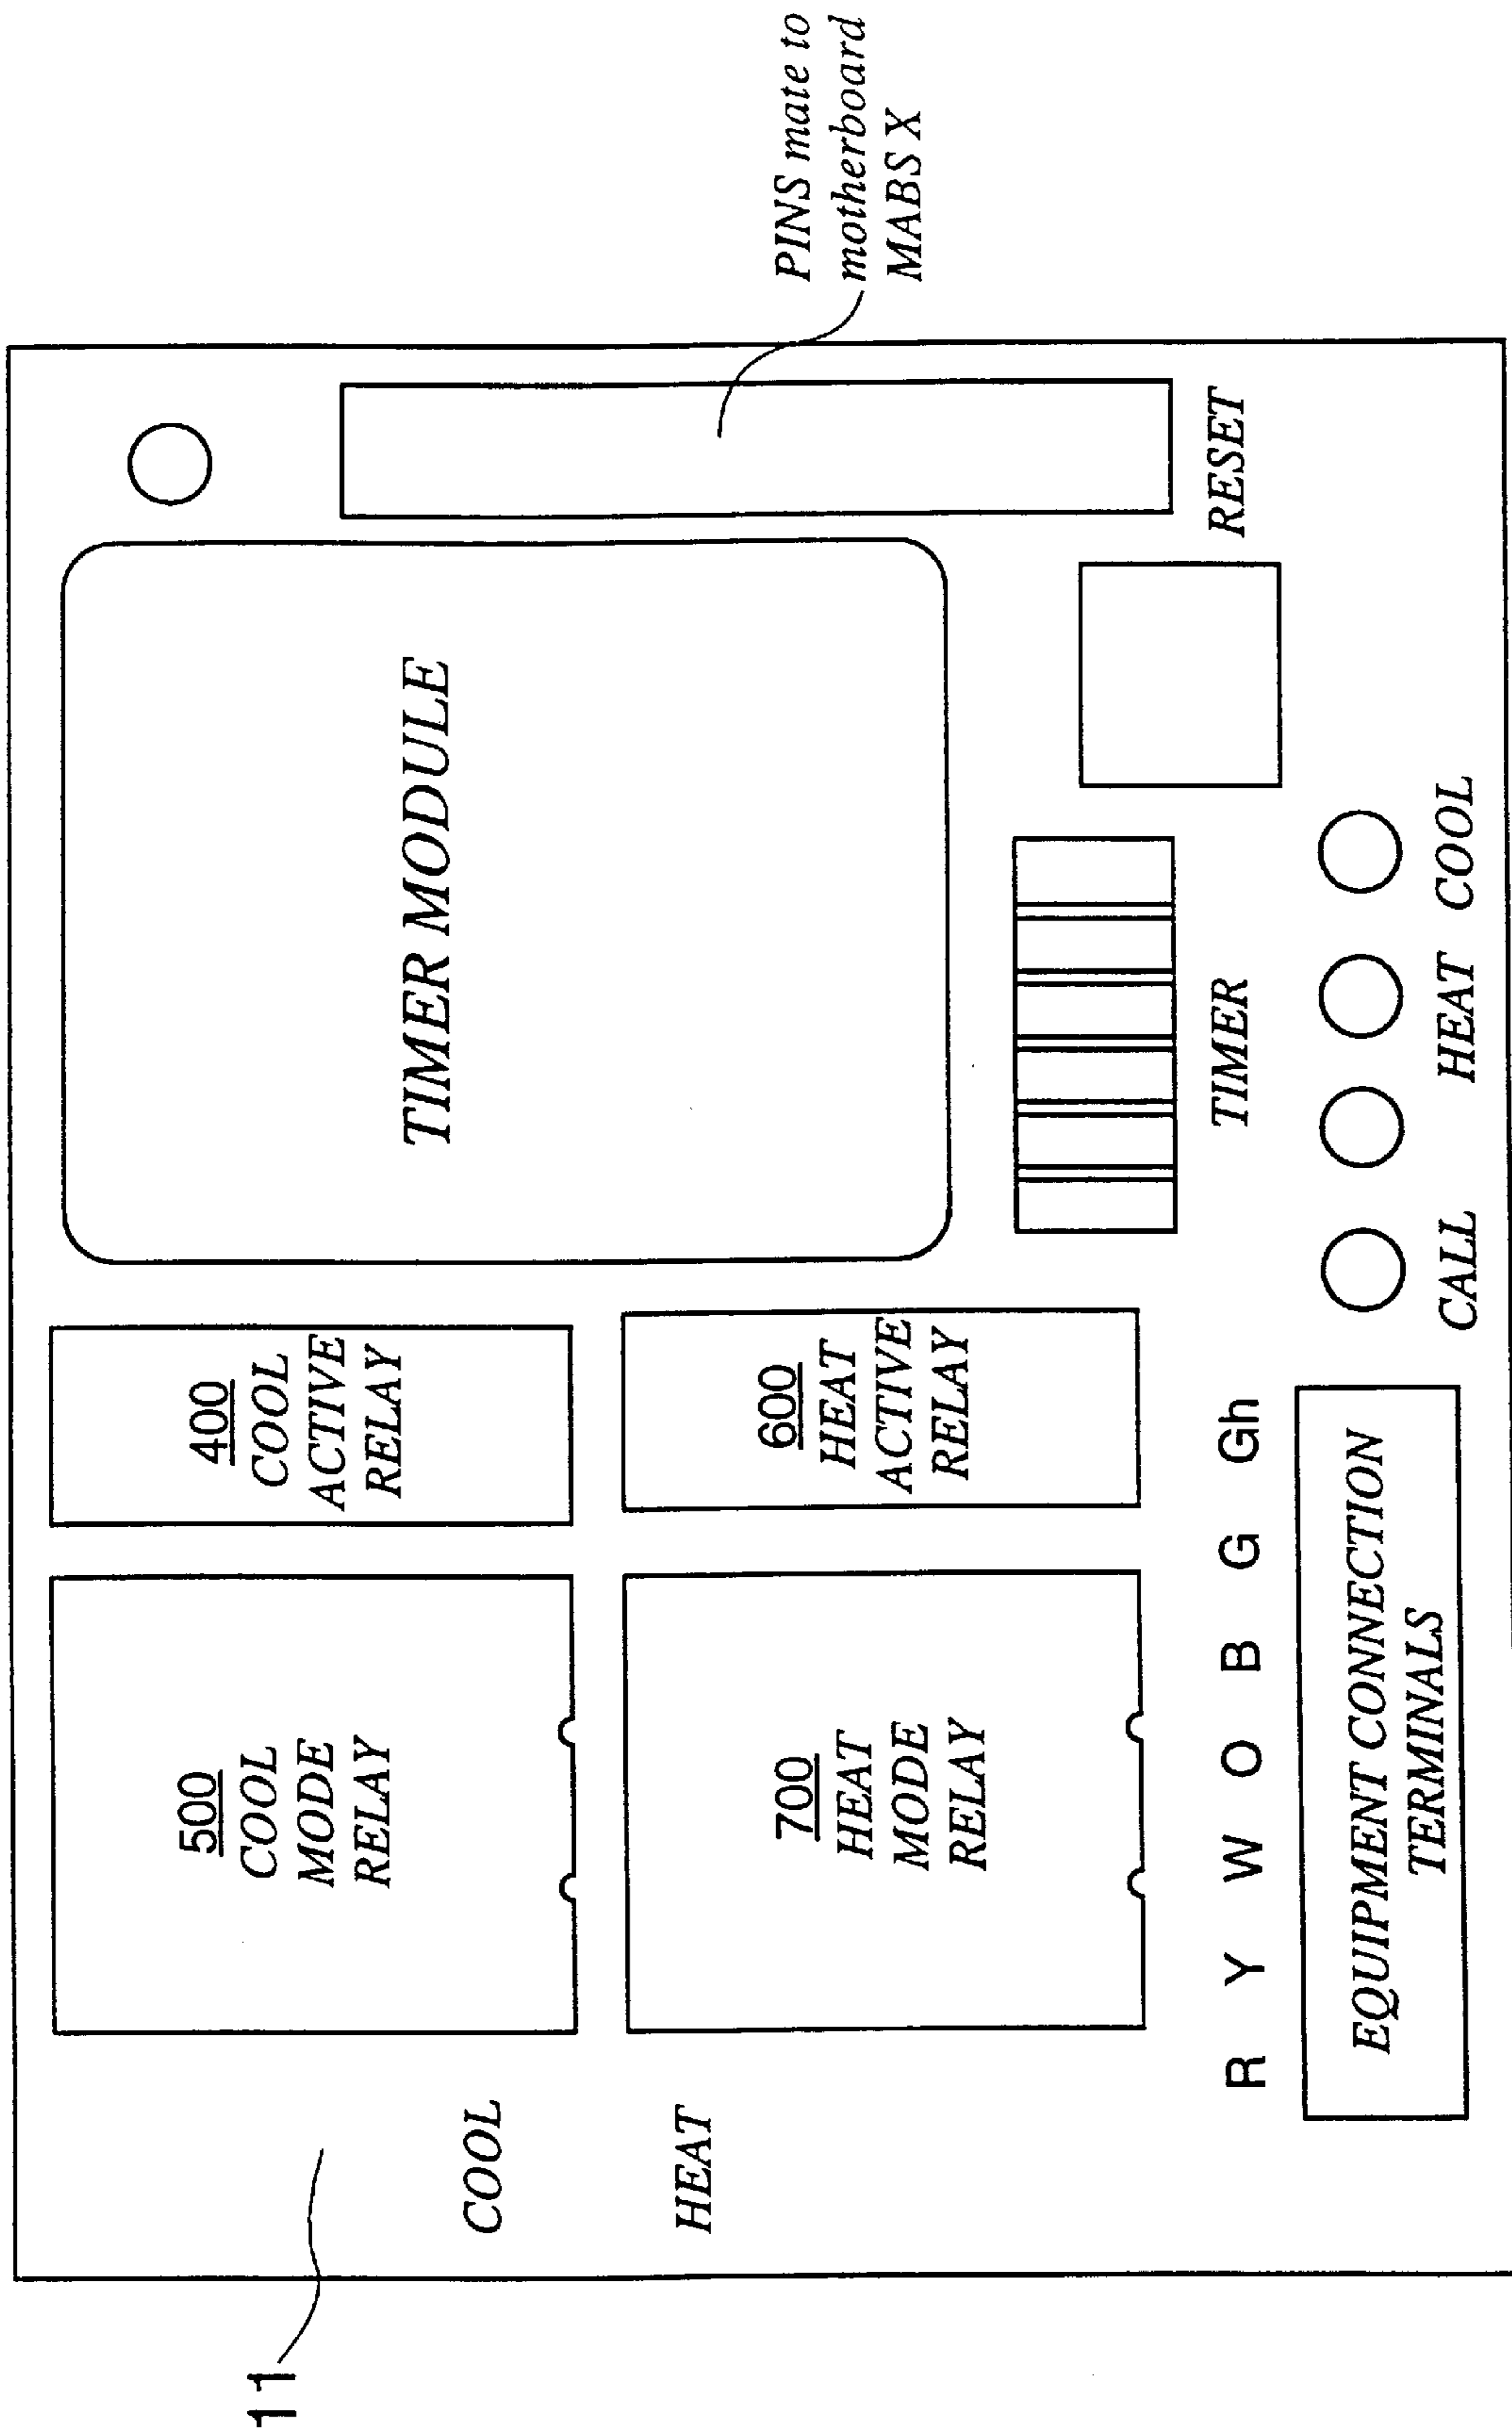 11
500
COOL
MODE
RELAY
400
COOL
ACTIVE
RELAY
TIMER MODULE
PINS mate to
motherboard
MABS X
COOL
HEAT
700
HEAT
MODE
RELAY
600
HEAT
ACTIVE
RELAY
R Y W O B G Gh
TIMER
RESET
EQUIPMENT CONNECTION
TERMINALS
CALL HEAT COOL